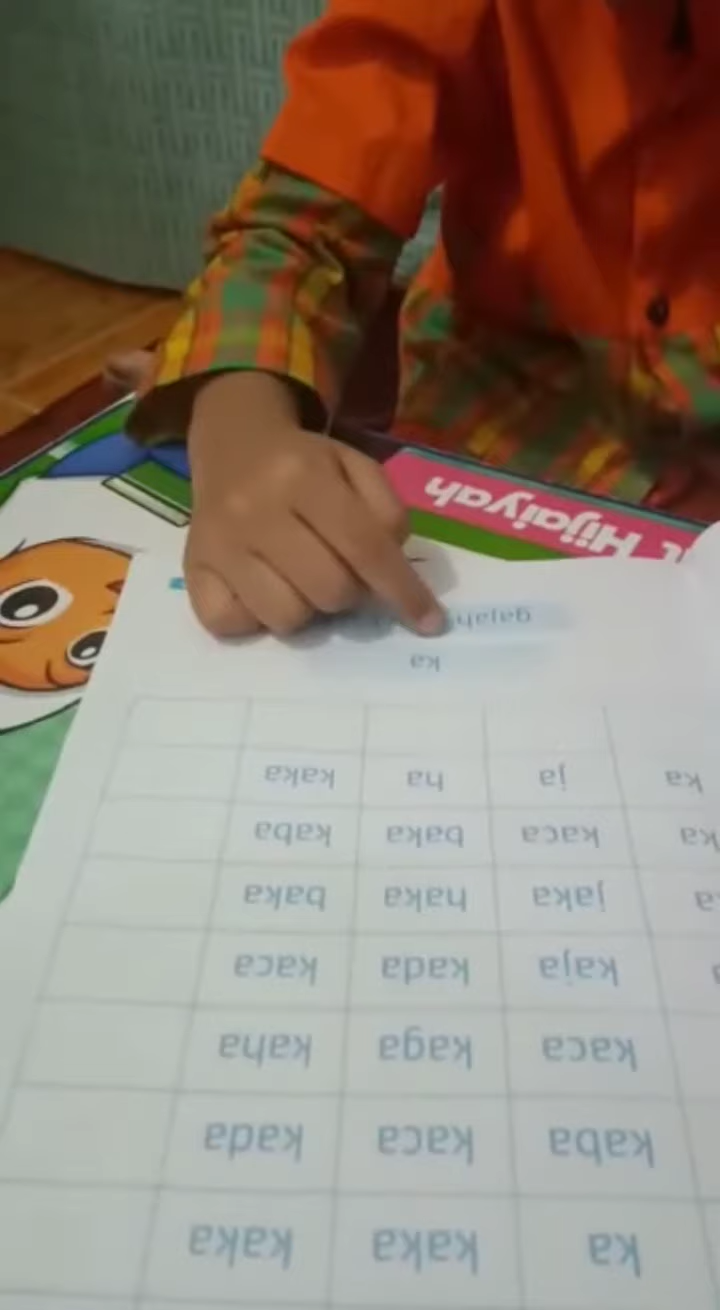 ka kaka kaka
kaba kaca kada
kaca kaga kaha
kaja kada kaca
jaka haka baka
kaca baka kaba
ka ja ha kaka
ka
gajah
Hijaiyah